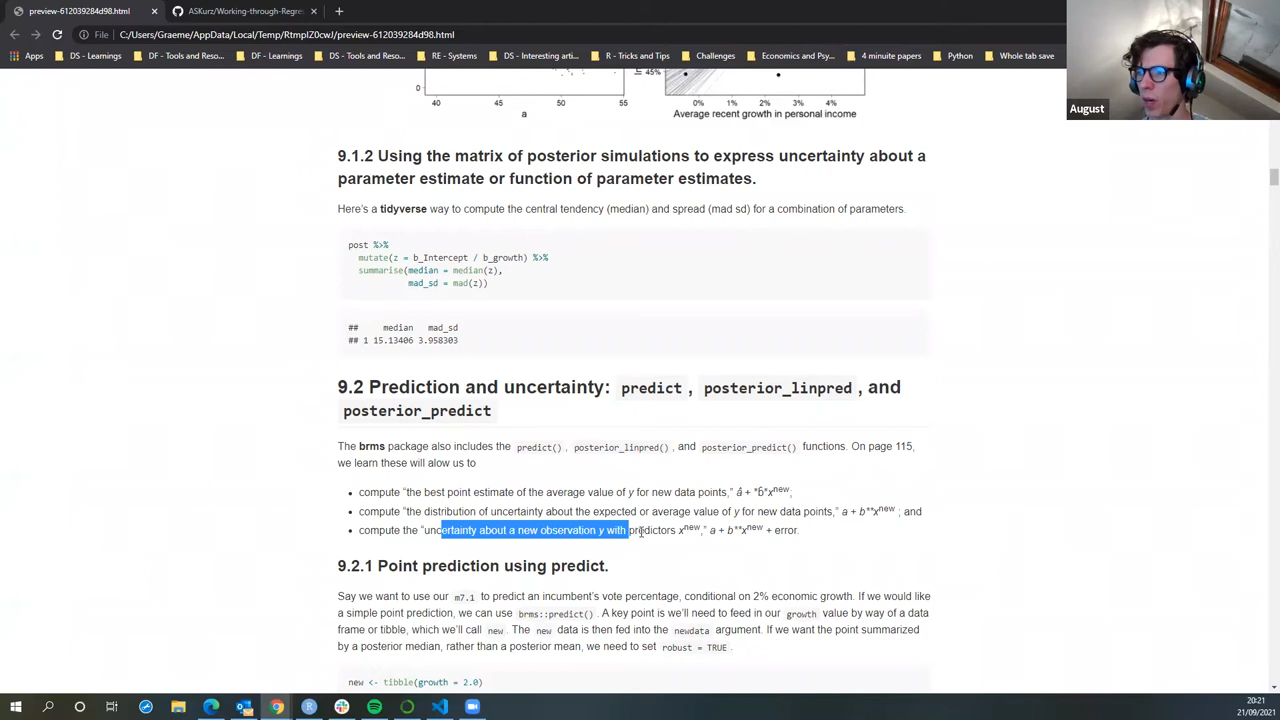 preview-612039284d98.html
ASKurz/Working-through-Regre
File
C:/Users/Graeme/AppData/Local/Temp/RtmplZ0cwJ/preview-612039284d98.html
Apps
DS - Learnings
DF - Learnings
DS - Tools and Reso...
RE - Systems
DS - Interesting arti...
R - Tricks and Tips
Challenges
Economics and Psy...
4 minuite papers
Python
Whole tab save
August
0
40 45 50 55
a
45%
0% 1% 2% 3% 4%
Average recent growth in personal income
9.1.2 Using the matrix of posterior simulations to express uncertainty about a
parameter estimate or function of parameter estimates.
Here's a tidyverse way to compute the central tendency (median) and spread (mad sd) for a combination of parameters.
post %>%
mutate(z = b_Intercept / b_growth) %>%
summarise(median = median(z),
mad_sd = mad(z))
## median mad_sd
## 1 15.13406 3.958303
9.2 Prediction and uncertainty: predict , posterior_linpred , and
posterior_predict
The brms package also includes the predict() , posterior_linpred() , and posterior_predict() functions. On page 115,
we learn these will alow us to
• compute “the best point estimate of the average value of y for new data points,” â + *b̂*xnew;
• compute “the distribution of uncertainty about the expected or average value of y for new data points,” a + b**xnew ; and
• compute the “uncertainty about a new observation y with predictors xnew,” a + b**xnew + error.
9.2.1 Point prediction using predict.
Say we want to use our m7.1 to predict an incumbent's vote percentage, conditional on 2% economic growth. If we would like
a simple point prediction, we can use brms::predict() . A key point is we'll need to feed in our growth value by way of a data
frame or tibble, which we'll call new . The new data is then fed into the newdata argument. If we want the point summarized
by a posterior median, rather than a posterior mean, we need to set robust = TRUE .
new <- tibble(growth = 2.0)
20:21
21/09/2021